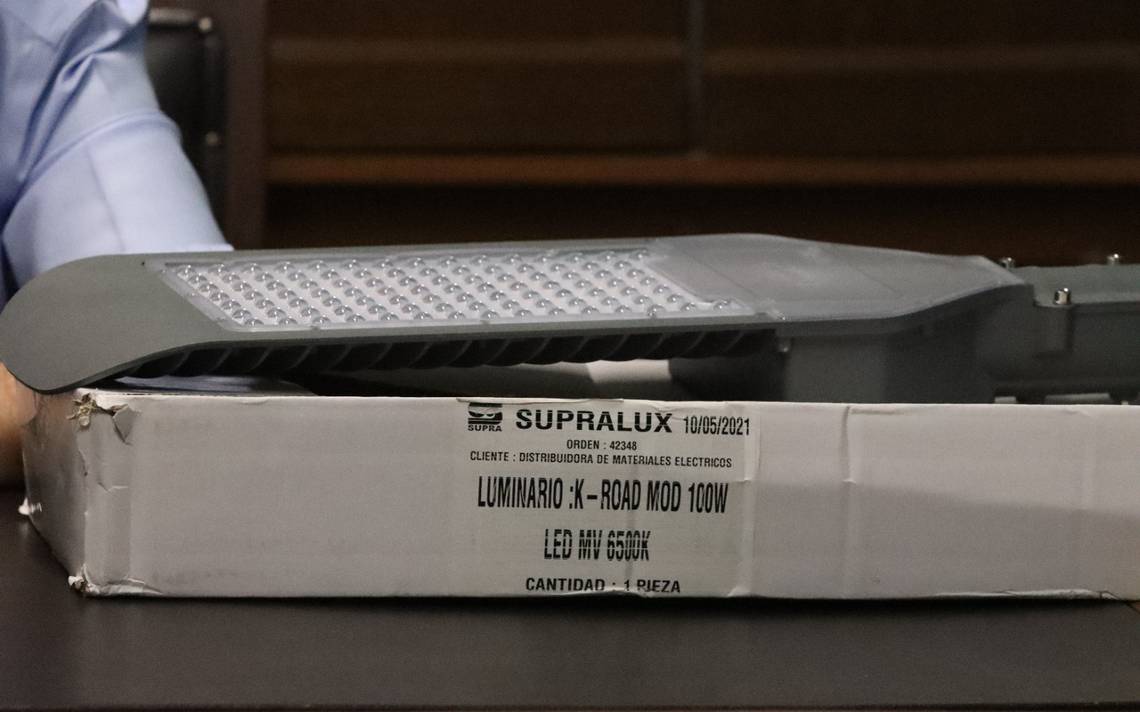 SUPRA SUPRALUX 10/05/2021
ORDEN : 42348
CLIENTE : DISTRIBUIDORA DE MATERIALES ELECTRICOS
LUMINARIO :K-ROAD MOD 100W
LED MV 6500K
CANTIDAD : 1 PIEZA